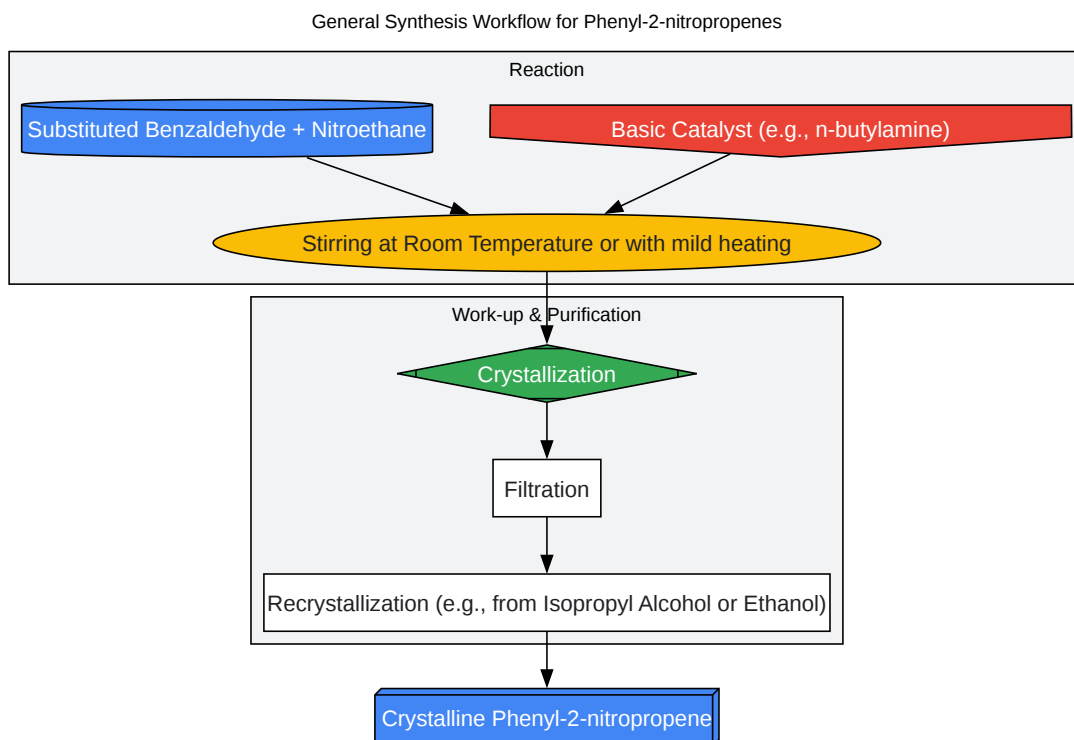 General Synthesis Workflow for Phenyl-2-nitropropenes
Reaction
Substituted Benzaldehyde + Nitroethane
Basic Catalyst (e.g., n-butylamine)
Stirring at Room Temperature or with mild heating
Work-up & Purification
Crystallization
Filtration
Recrystallization (e.g., from Isopropyl Alcohol or Ethanol)
Crystalline Phenyl-2-nitropropene